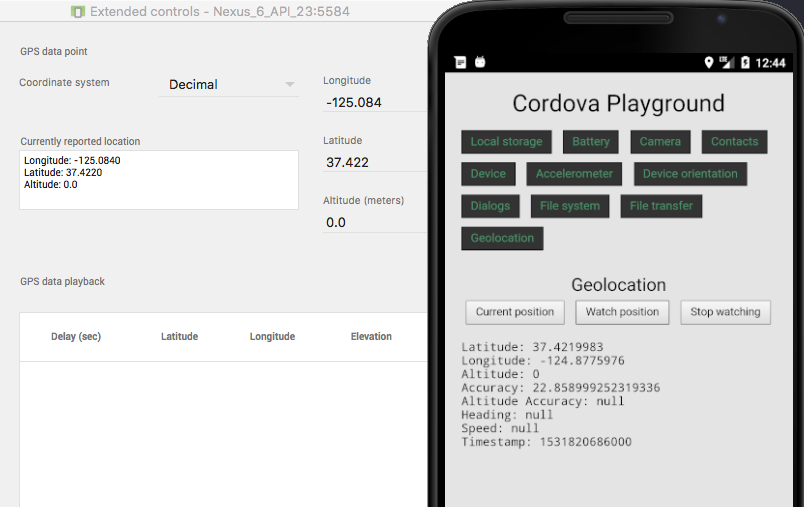 Extended controls - Nexus_6_API_23:5584
GPS data point
Coordinate system
Decimal
Longitude
-125.084
Currently reported location
Longitude: -125.0840
Latitude: 37.4220
Altitude: 0.0
Latitude
37.422
Altitude (meters)
0.0
GPS data playback
Delay (sec) Latitude Longitude Elevation
12:44
Cordova Playground
Local storage Battery Camera Contacts
Device Accelerometer Device orientation
Dialogs File system File transfer
Geolocation
Geolocation
Current position Watch position Stop watching
Latitude: 37.4219983
Longitude: -124.8775976
Altitude: 0
Accuracy: 22.858999252319336
Altitude Accuracy: null
Heading: null
Speed: null
Timestamp: 1531820686000